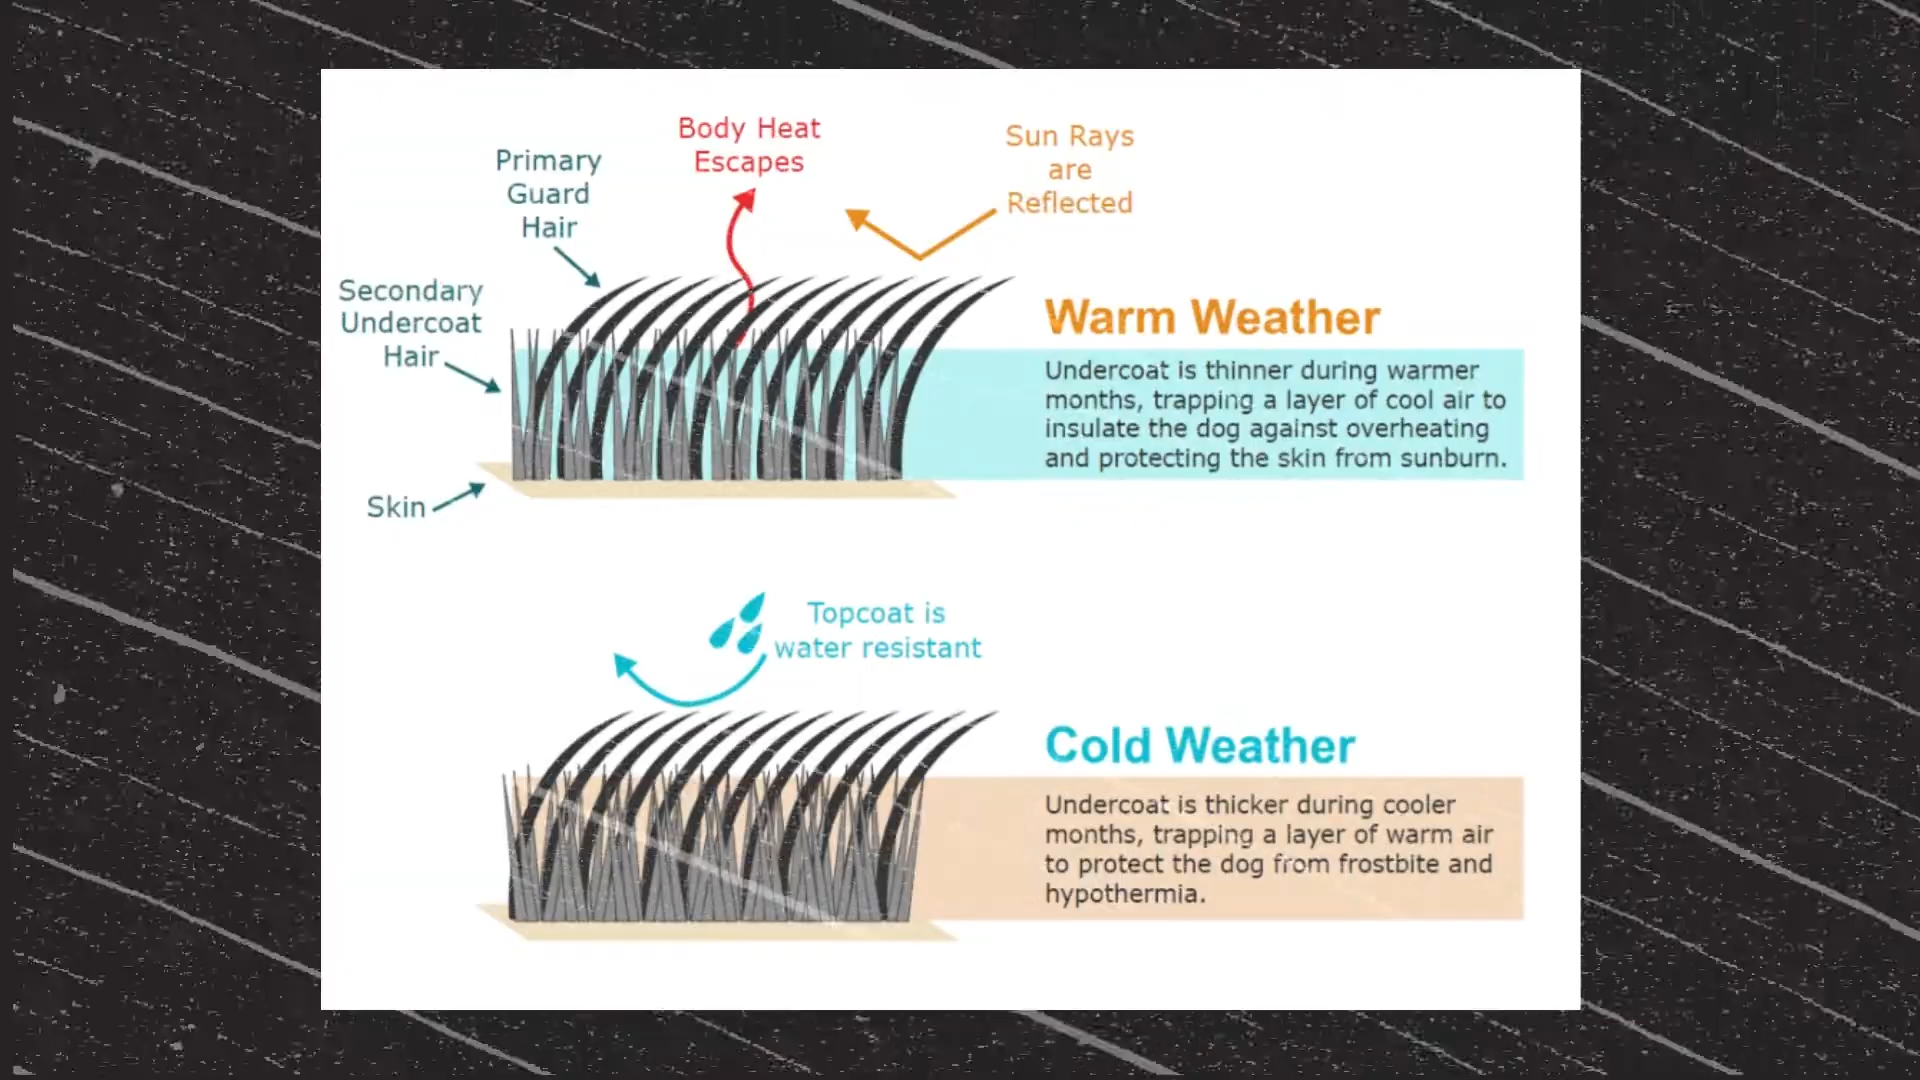 Body Heat
Escapes
Sun Rays
are
Reflected
Primary
Guard
Hair
Secondary
Undercoat
Hair
Skin
Warm Weather
Undercoat is thinner during warmer
months, trapping a layer of cool air to
insulate the dog against overheating
and protecting the skin from sunburn.
Topcoat is
water resistant
Cold Weather
Undercoat is thicker during cooler
months, trapping a layer of warm air
to protect the dog from frostbite and
hypothermia.